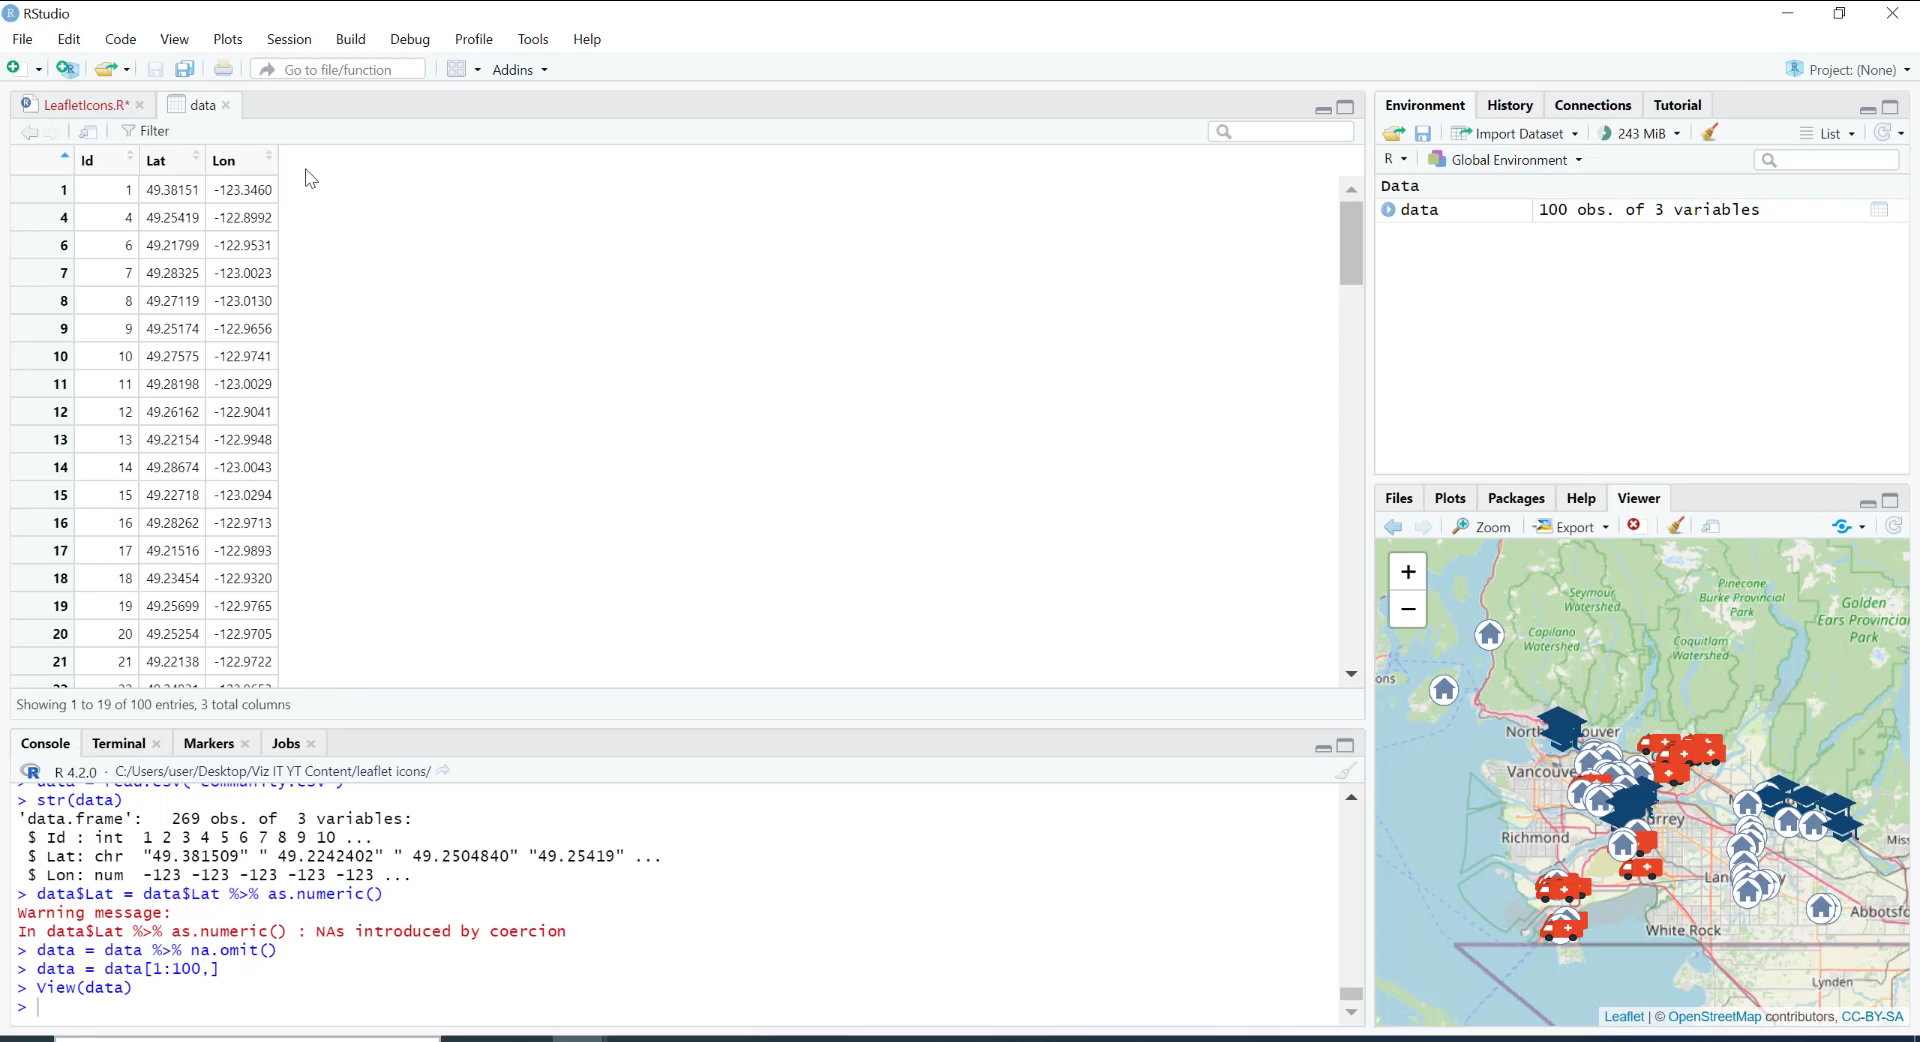 RStudio
File Edit Code View Plots Session Build Debug Profile Tools Help
Go to file/function Addins Project: (None)
LeafletIcons.R* data
Filter
Id Lat Lon
1 1 49.38151 -123.3460
4 4 49.25419 -122.8992
6 6 49.21799 -122.9531
7 7 49.28325 -123.0023
8 8 49.27119 -123.0130
9 9 49.25174 -122.9656
10 10 49.27575 -122.9741
11 11 49.28198 -123.0029
12 12 49.26162 -122.9041
13 13 49.22154 -122.9948
14 14 49.28674 -123.0043
15 15 49.22718 -123.0294
16 16 49.28262 -122.9713
17 17 49.21516 -122.9893
18 18 49.23454 -122.9320
19 19 49.25699 -122.9765
20 20 49.25254 -122.9705
21 21 49.22138 -122.9722
Showing 1 to 19 of 100 entries, 3 total columns
Console Terminal Markers Jobs
R 4.2.0 · C:/Users/user/Desktop/Viz IT YT Content/leaflet icons/
> str(data)
'data.frame': 269 obs. of 3 variables:
$ Id : int 1 2 3 4 5 6 7 8 9 10 ...
$ Lat: chr "49.381509" " 49.2242402" " 49.2504840" "49.25419" ...
$ Lon: num -123 -123 -123 -123 -123 ...
> data$Lat = data$Lat %>% as.numeric()
Warning message:
In data$Lat %>% as.numeric() : NAs introduced by coercion
> data = data %>% na.omit()
> data = data[1:100,]
> View(data)
>
Environment History Connections Tutorial
Import Dataset 243 MiB List
R Global Environment
Data
data 100 obs. of 3 variables
Files Plots Packages Help Viewer
Zoom Export
+
−
Seymour
Watershed
Pinecone
Burke Provincial
Park
Golden
Ears Provincial
Park
Capilano
Watershed
Coquitlam
Watershed
ons
North
ouver
Vancouve
Richmond
urrey
Miss
Lan
y
Abbotsfo
White Rock
Lynden
Leaflet | © OpenStreetMap contributors, CC-BY-SA